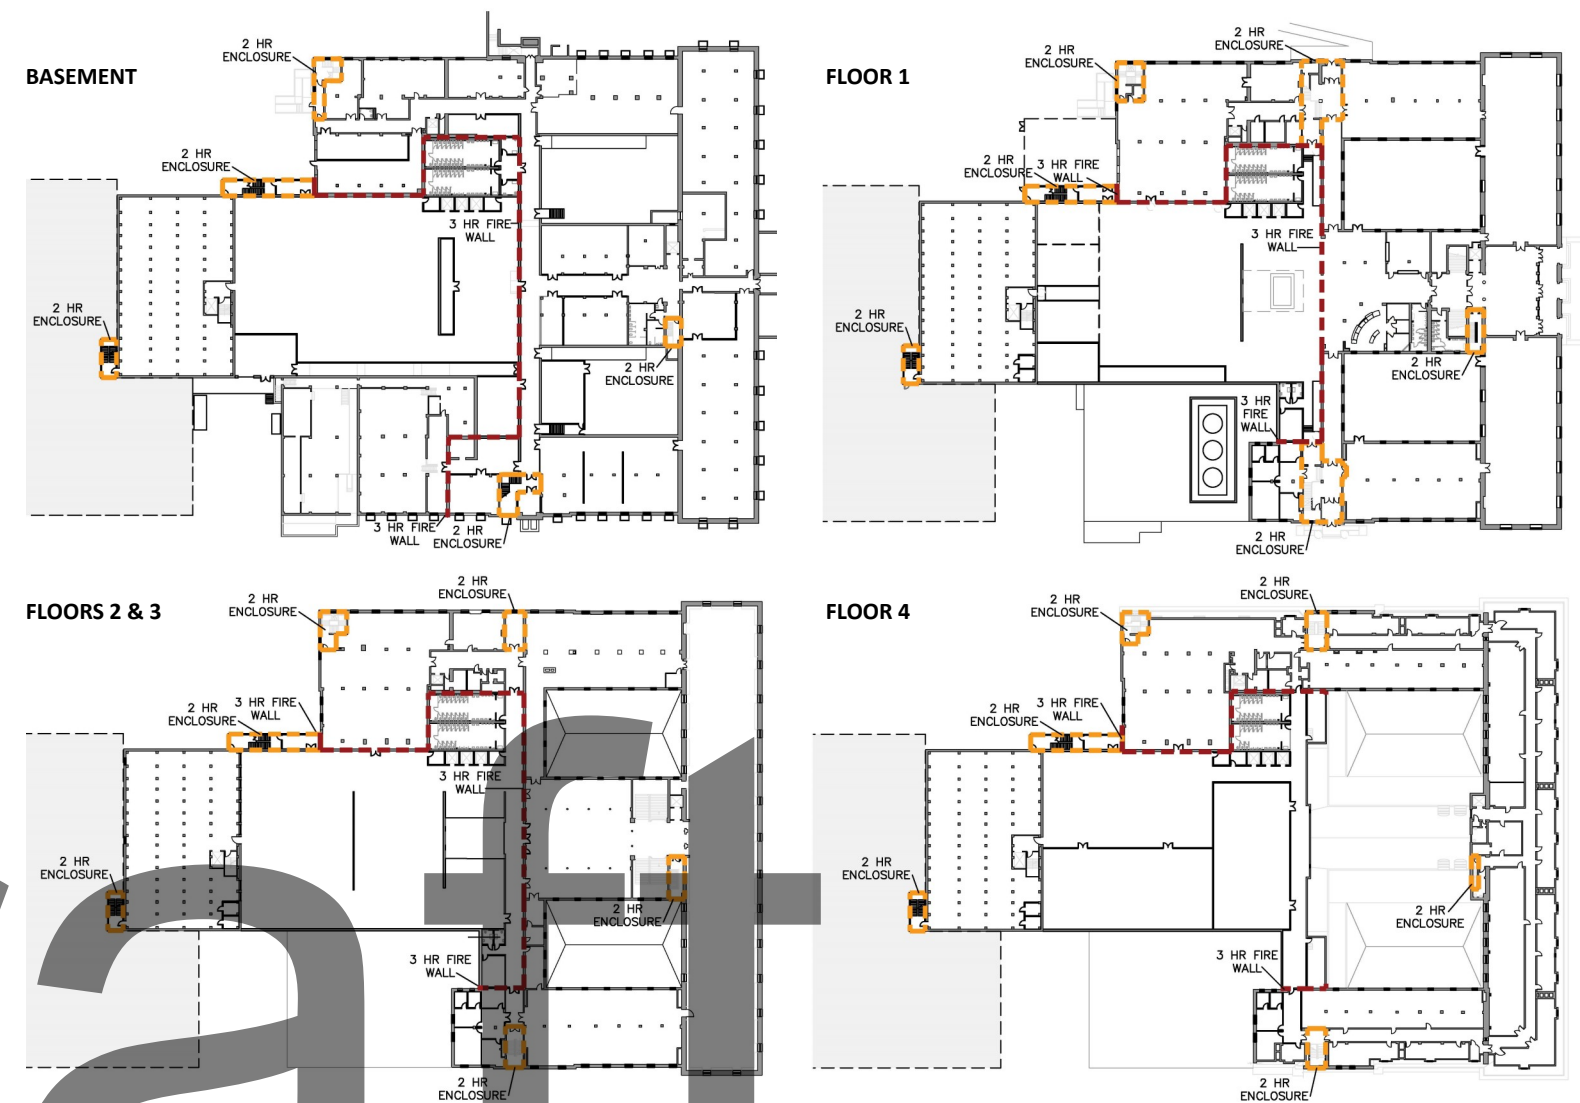 BASEMENT
2 HR
ENCLOSURE
2 HR
ENCLOSURE
3 HR FIRE
WALL
2 HR
ENCLOSURE
2 HR
ENCLOSURE
3 HR FIRE
WALL
2 HR
ENCLOSURE
FLOOR 1
2 HR
ENCLOSURE
2 HR
ENCLOSURE
2 HR
ENCLOSURE
3 HR FIRE
WALL
3 HR FIRE
WALL
2 HR
ENCLOSURE
2 HR
ENCLOSURE
3 HR
FIRE
WALL
2 HR
ENCLOSURE
FLOORS 2 & 3
2 HR
ENCLOSURE
2 HR
ENCLOSURE
2 HR
ENCLOSURE
3 HR FIRE
WALL
3 HR FIRE
WALL
2 HR
ENCLOSURE
2 HR
ENCLOSURE
3 HR FIRE
WALL
2 HR
ENCLOSURE
FLOOR 4
2 HR
ENCLOSURE
2 HR
ENCLOSURE
2 HR
ENCLOSURE
3 HR FIRE
WALL
2 HR
ENCLOSURE
2 HR
ENCLOSURE
3 HR FIRE
WALL
2 HR
ENCLOSURE